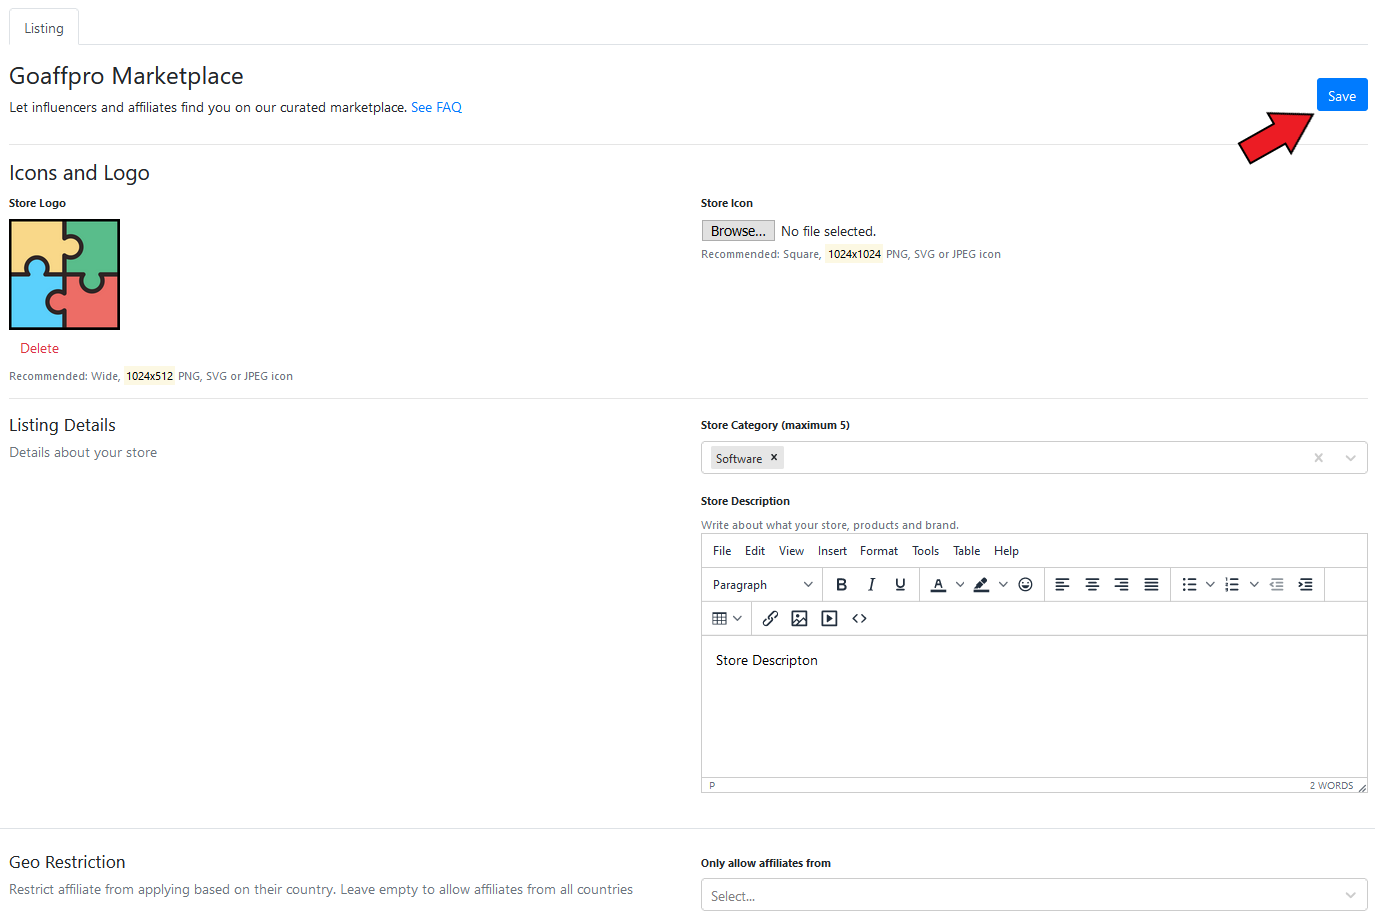 Listing
Goaffpro Marketplace
Let influencers and affiliates find you on our curated marketplace. See FAQ
Save
Icons and Logo
Store Logo
Delete
Recommended: Wide, 1024x512 PNG, SVG or JPEG icon
Store Icon
Browse... No file selected.
Recommended: Square, 1024x1024 PNG, SVG or JPEG icon
Listing Details
Details about your store
Store Category (maximum 5)
Software ×
Store Description
Write about what your store, products and brand.
File Edit View Insert Format Tools Table Help
Paragraph B I U A
Store Descripton
P 2 WORDS
Geo Restriction
Restrict affiliate from applying based on their country. Leave empty to allow affiliates from all countries
Only allow affiliates from
Select...